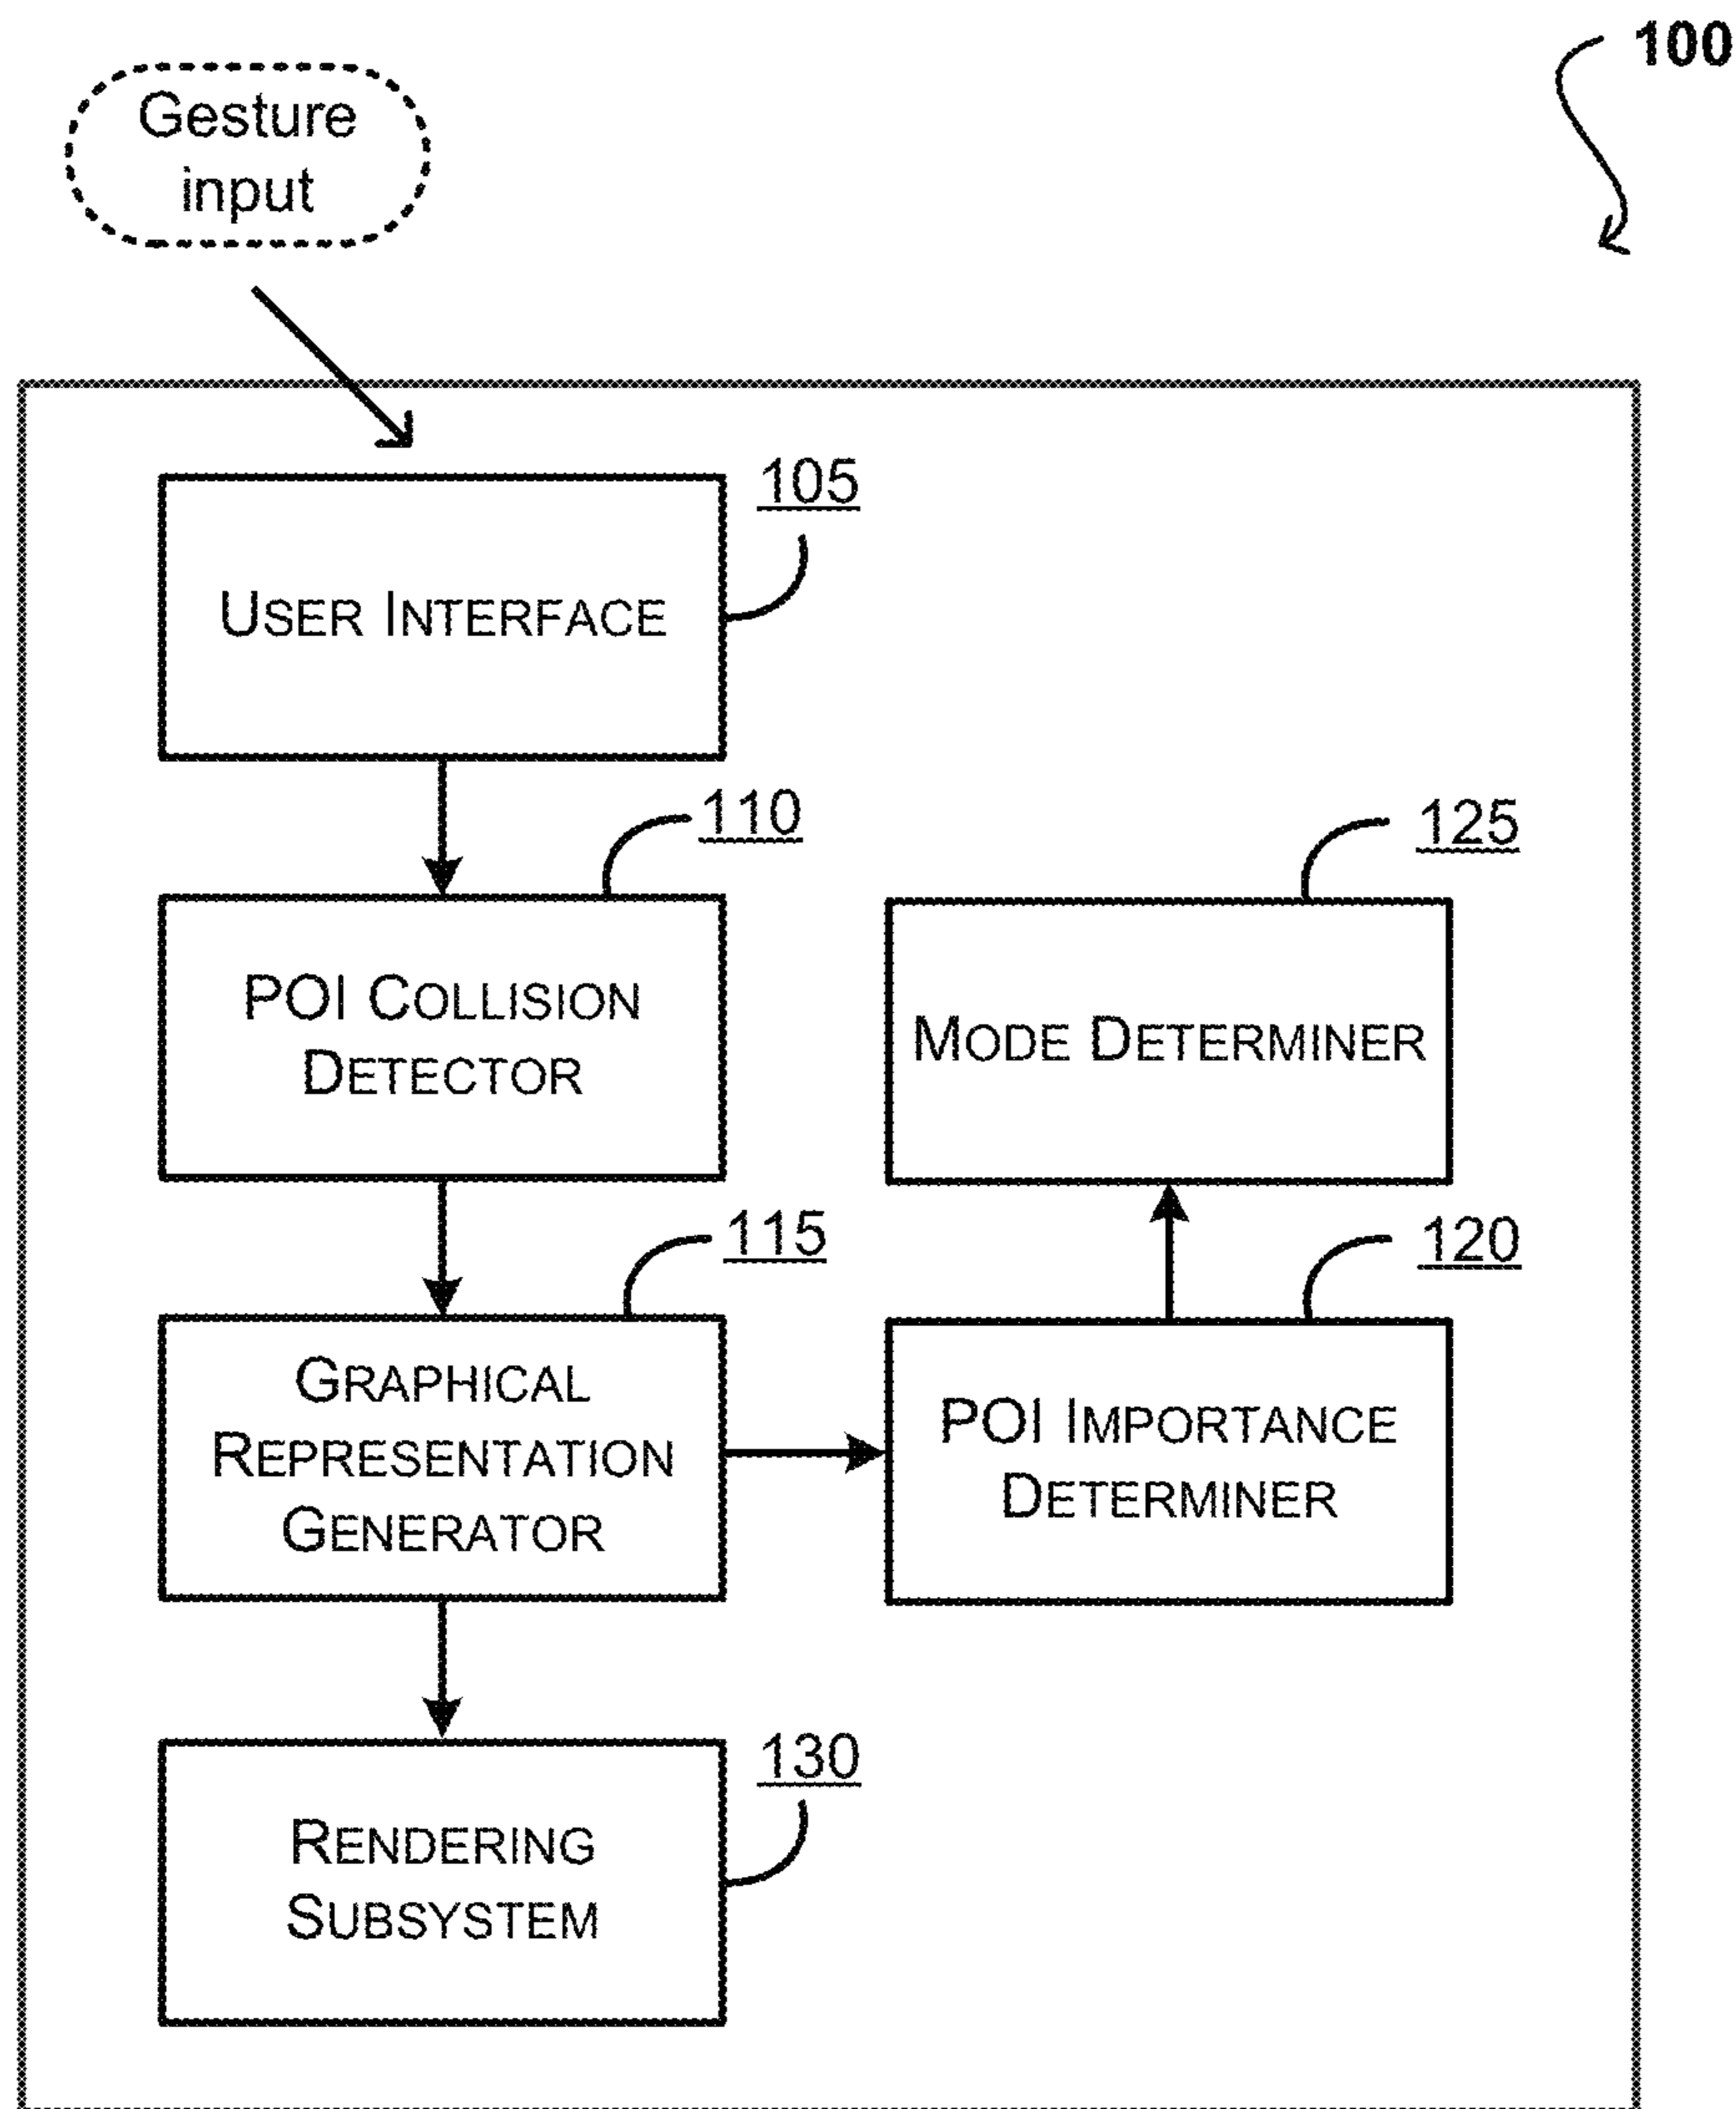 100
Gesture
input
105
USER INTERFACE
110
POI COLLISION
DETECTOR
125
MODE DETERMINER
115
GRAPHICAL
REPRESENTATION
GENERATOR
120
POI IMPORTANCE
DETERMINER
130
RENDERING
SUBSYSTEM